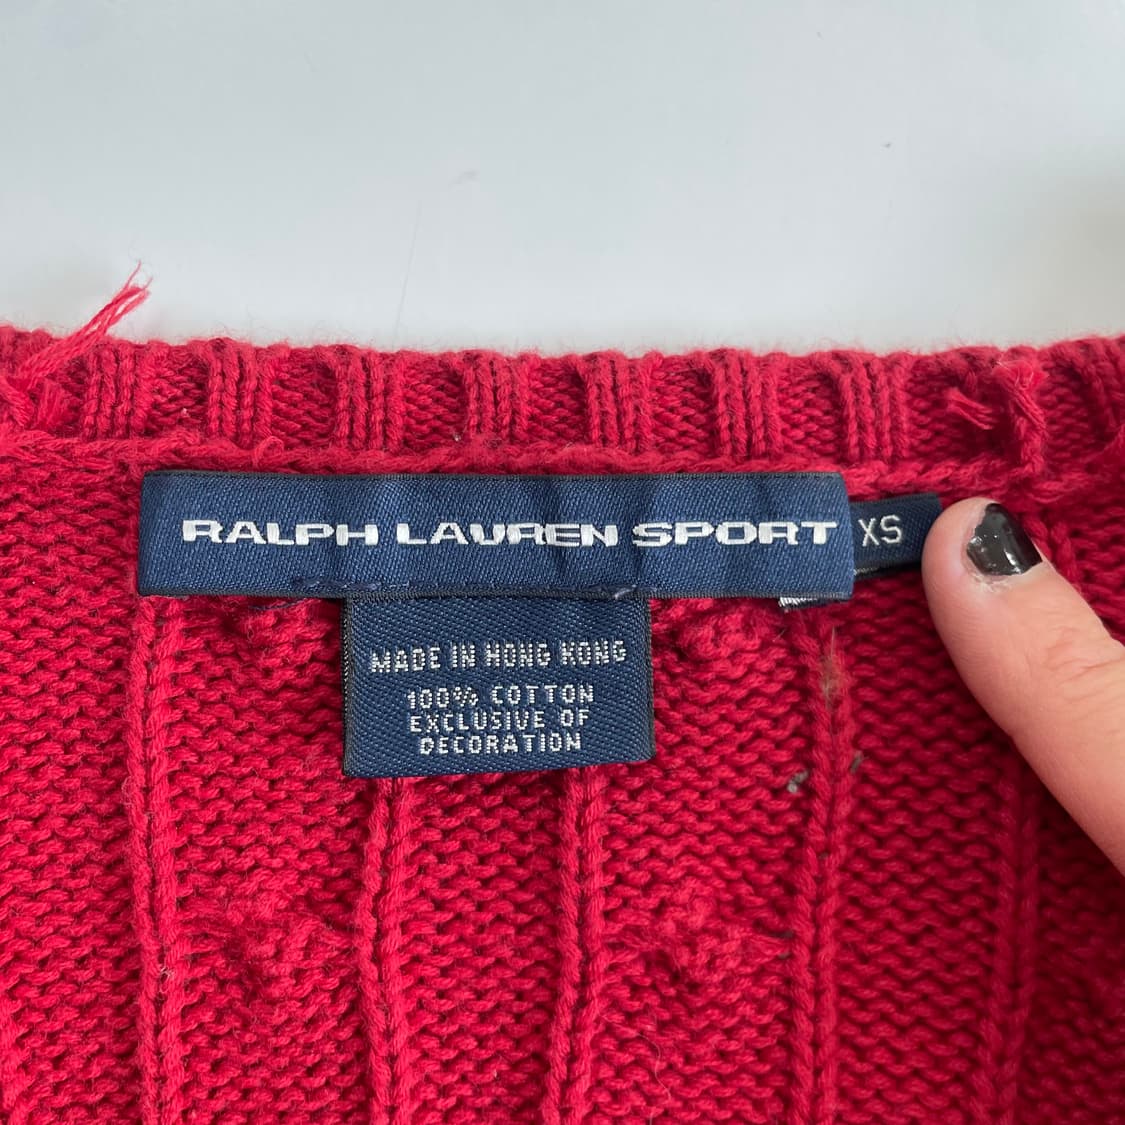 RALPH LAUREN SPORT
XS
MADE IN HONG KONG
100% COTTON
EXCLUSIVE OF
DECORATION